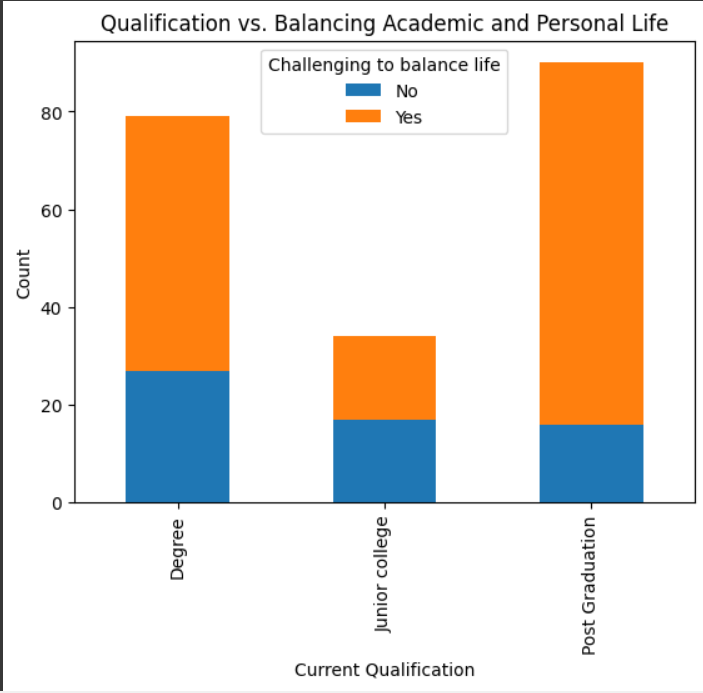 Qualification vs. Balancing Academic and Personal Life
Challenging to balance life
No
Yes
80
60
40
20
0
Count
Degree
Junior college
Post Graduation
Current Qualification